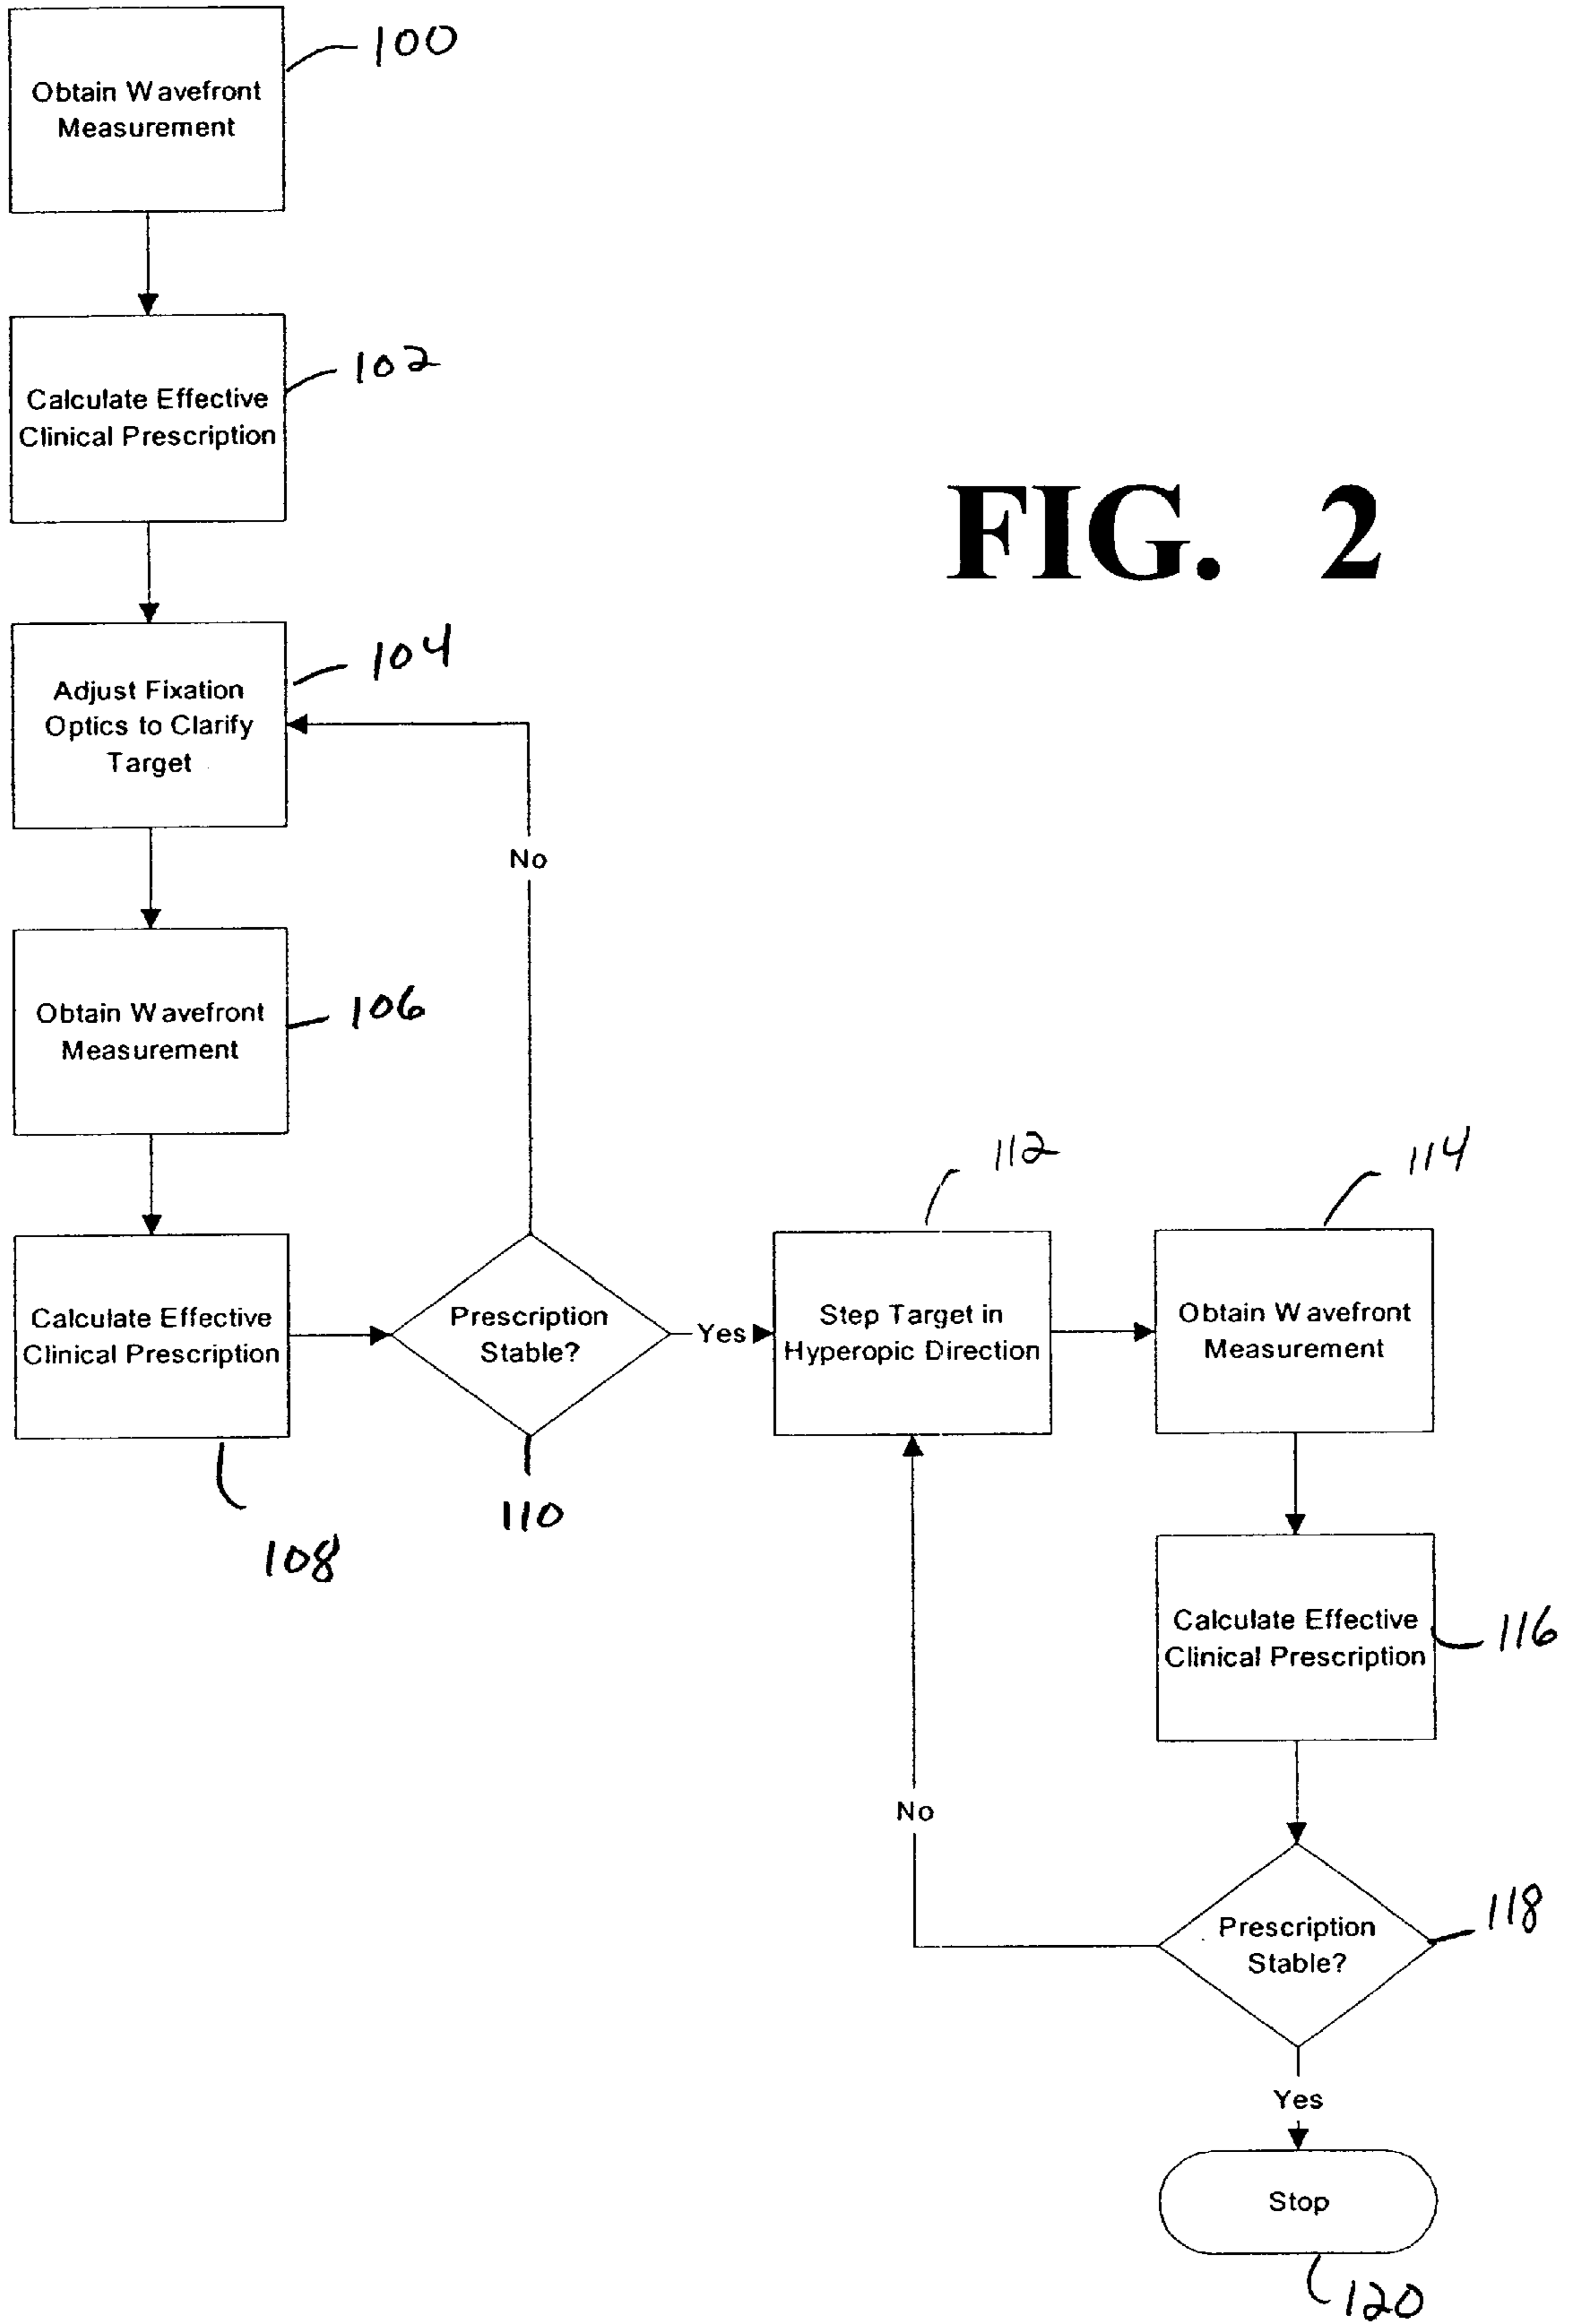 100
Obtain Wavefront
Measurement
102
Calculate Effective
Clinical Prescription
FIG. 2
104
Adjust Fixation
Optics to Clarify
Target
No
106
Obtain Wavefront
Measurement
108
Calculate Effective
Clinical Prescription
Prescription
Stable?
110
Yes
112
Step Target in
Hyperopic Direction
114
Obtain Wavefront
Measurement
Calculate Effective
Clinical Prescription
116
No
Prescription
Stable?
118
Yes
Stop
120